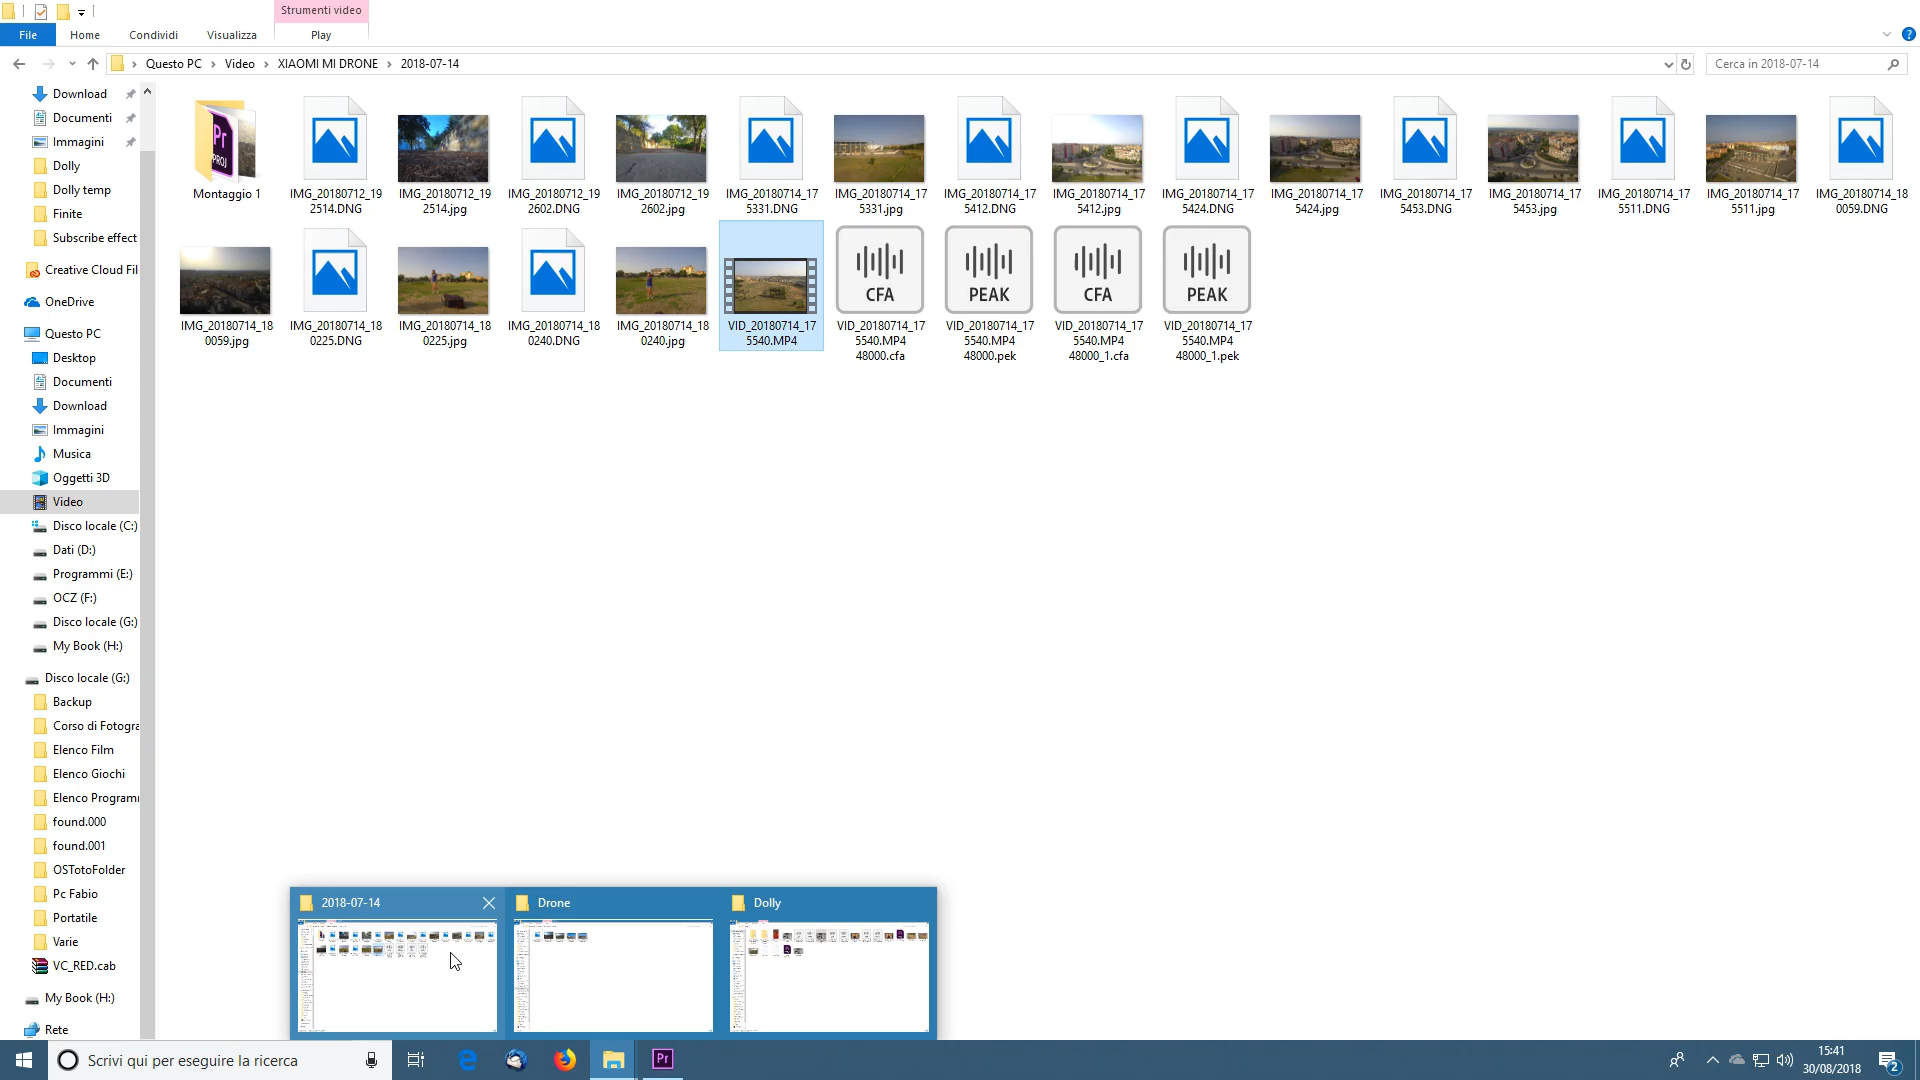 Strumenti video
File
Home
Condividi
Visualizza
Play
Questo PC
Video
XIAOMI MI DRONE
2018-07-14
Cerca in 2018-07-14
Download
Documenti
Immagini
Dolly
Dolly temp
Finite
Subscribe effect
Creative Cloud Fil
OneDrive
Questo PC
Desktop
Documenti
Download
Immagini
Musica
Oggetti 3D
Video
Disco locale (C:)
Dati (D:)
Programmi (E:)
OCZ (F:)
Disco locale (G:)
My Book (H:)
Disco locale (G:)
Backup
Corso di Fotogra
Elenco Film
Elenco Giochi
Elenco Program
found.000
found.001
OSTotoFolder
Pc Fabio
Portatile
Varie
VC_RED.cab
My Book (H:)
Rete
Pr
PROJ
Montaggio 1
IMG_20180712_19
2514.DNG
IMG_20180712_19
2514.jpg
IMG_20180712_19
2602.DNG
IMG_20180712_19
2602.jpg
IMG_20180714_17
5331.DNG
IMG_20180714_17
5331.jpg
IMG_20180714_17
5412.DNG
IMG_20180714_17
5412.jpg
IMG_20180714_17
5424.DNG
IMG_20180714_17
5424.jpg
IMG_20180714_17
5453.DNG
IMG_20180714_17
5453.jpg
IMG_20180714_17
5511.DNG
IMG_20180714_17
5511.jpg
IMG_20180714_18
0059.DNG
IMG_20180714_18
0059.jpg
IMG_20180714_18
0225.DNG
IMG_20180714_18
0225.jpg
IMG_20180714_18
0240.DNG
IMG_20180714_18
0240.jpg
VID_20180714_17
5540.MP4
CFA
VID_20180714_17
5540.MP4
48000.cfa
PEAK
VID_20180714_17
5540.MP4
48000.pek
CFA
VID_20180714_17
5540.MP4
48000_1.cfa
PEAK
VID_20180714_17
5540.MP4
48000_1.pek
2018-07-14
Drone
Dolly
Scrivi qui per eseguire la ricerca
Pr
15:41
30/08/2018
2